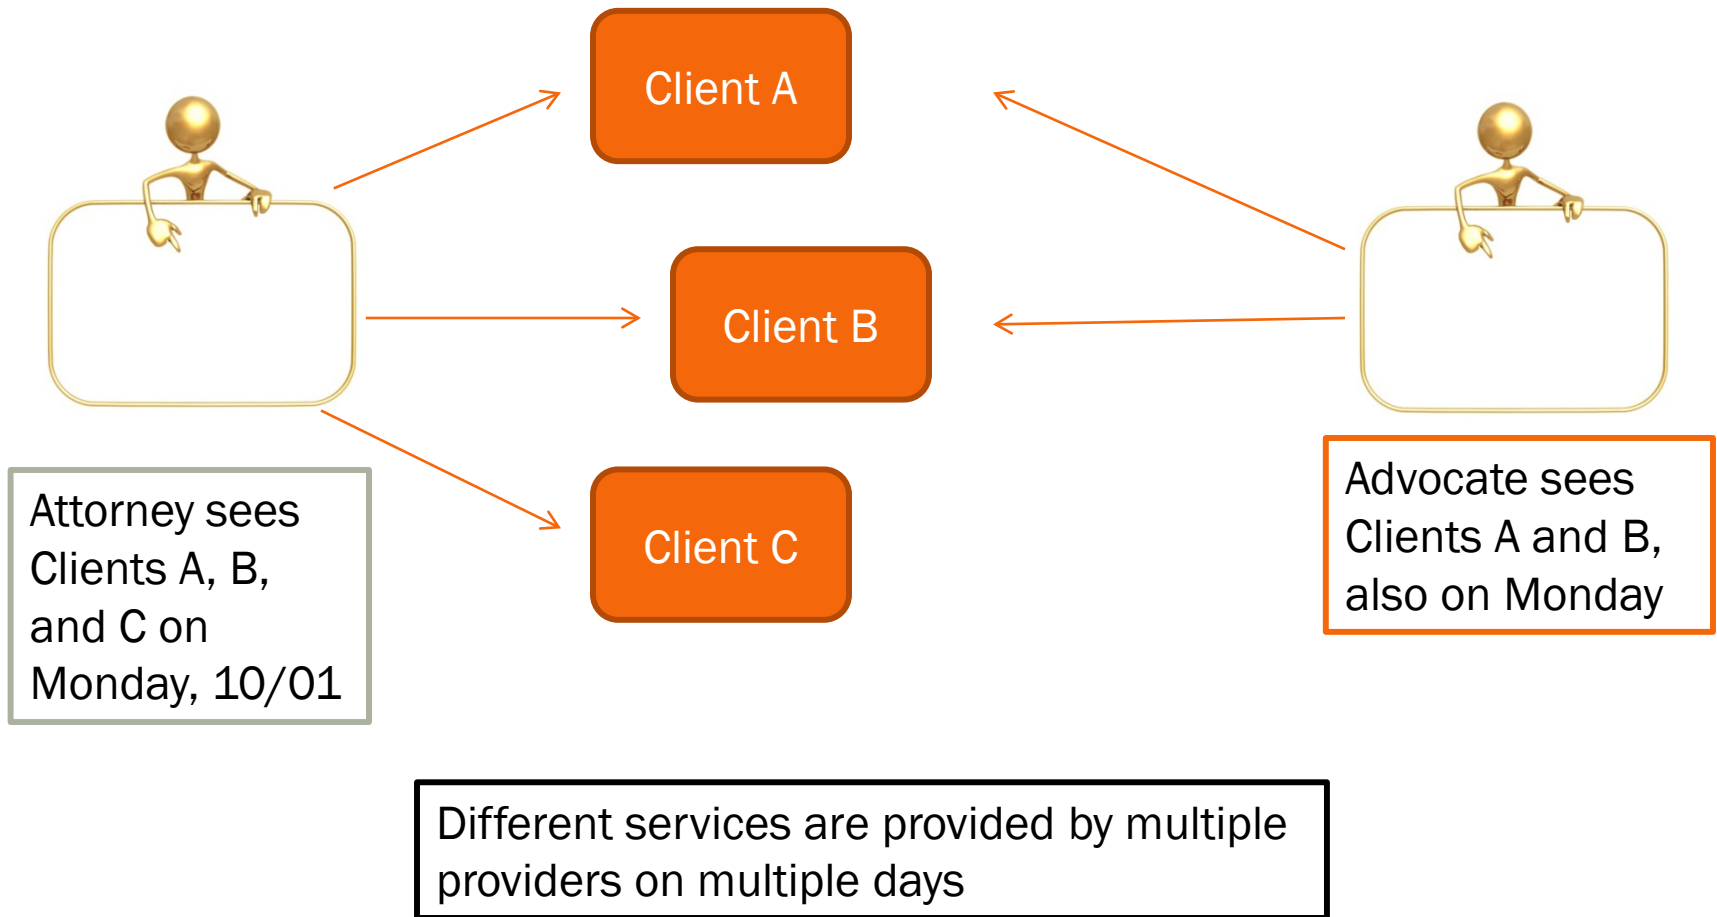 Client A
Client B
Client C
Attorney sees
Clients A, B,
and C on
Monday, 10/01
Advocate sees
Clients A and B,
also on Monday
Different services are provided by multiple
providers on multiple days